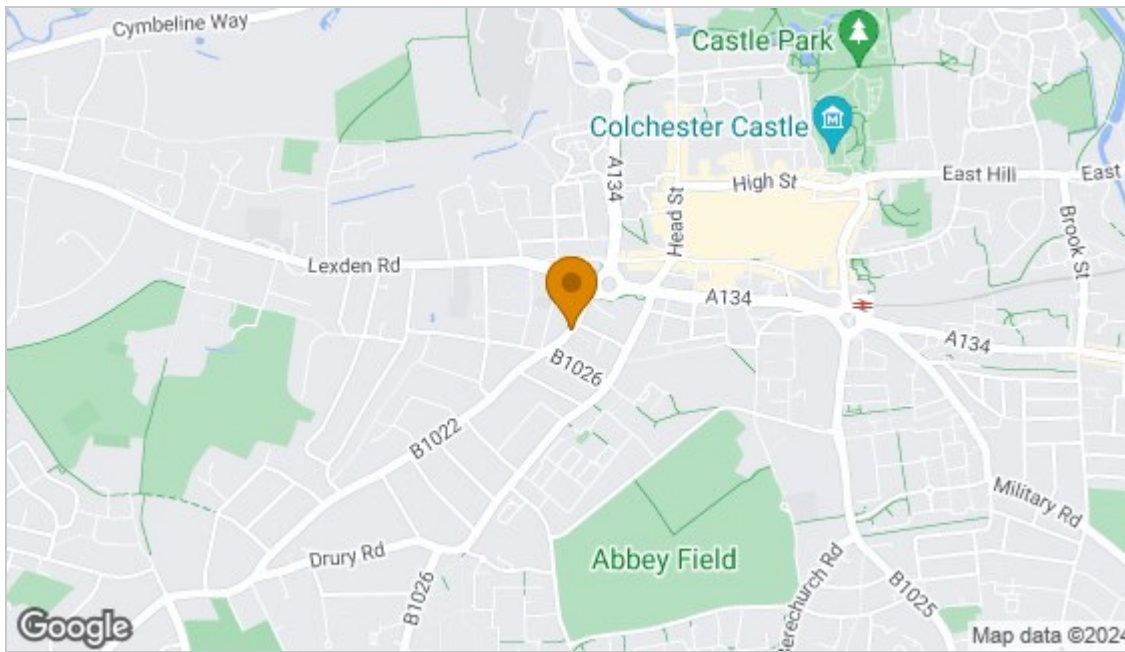 Cymbeline Way
Castle Park
Colchester Castle
A134
High St
East Hill
East
Head St
Brook St
Lexden Rd
A134
A134
B1026
B1022
Military Rd
Drury Rd
Abbey Field
B1026
Berechurch Rd
B1025
Google
Map data ©2024